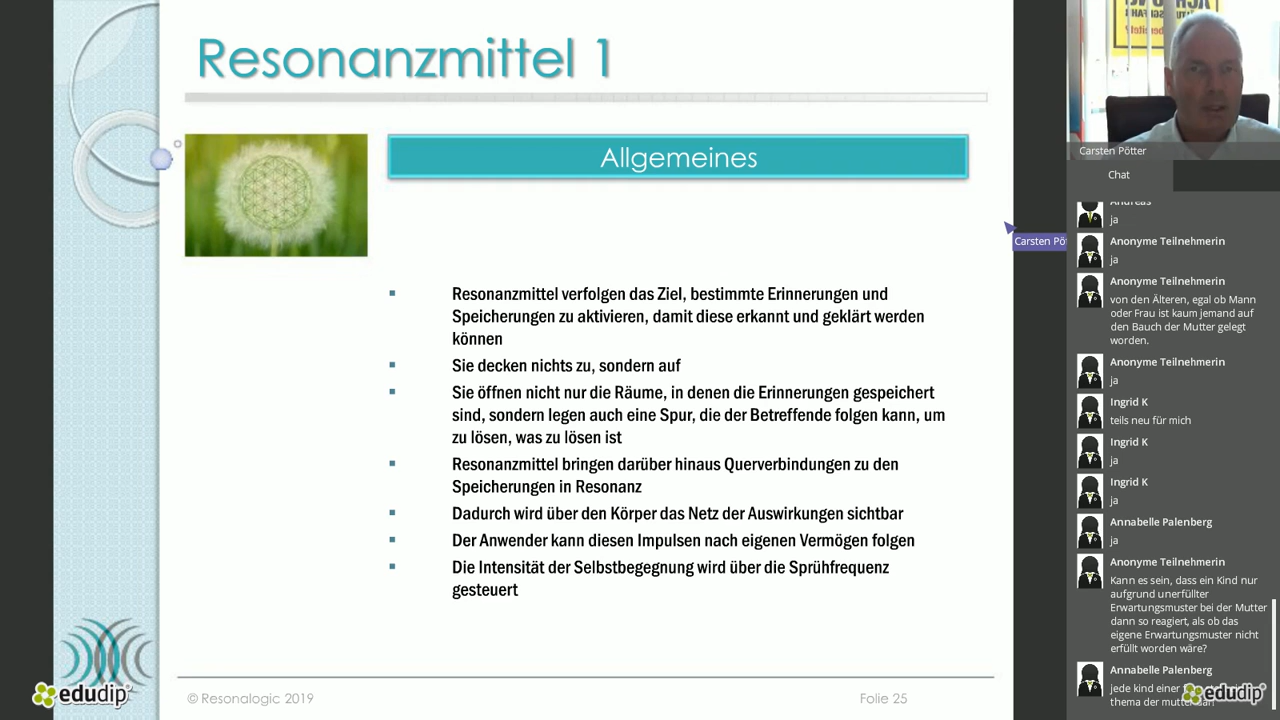 Resonanzmittel 1
Allgemeines
Resonanzmittel verfolgen das Ziel, bestimmte Erinnerungen und
Speicherungen zu aktivieren, damit diese erkannt und geklärt werden
können
Sie decken nichts zu, sondern auf
Sie öffnen nicht nur die Räume, in denen die Erinnerungen gespeichert
sind, sondern legen auch eine Spur, die der Betreffende folgen kann, um
zu lösen, was zu lösen ist
Resonanzmittel bringen darüber hinaus Querverbindungen zu den
Speicherungen in Resonanz
Dadurch wird über den Körper das Netz der Auswirkungen sichtbar
Der Anwender kann diesen Impulsen nach eigenen Vermögen folgen
Die Intensität der Selbstbegegnung wird über die Sprühfrequenz
gesteuert
© Resonalogic 2019
Folie 25
edudip
Carsten Pö
Carsten Pötter
Chat
Andreas
ja
Anonyme Teilnehmerin
ja
Anonyme Teilnehmerin
von den Älteren, egal ob Mann
oder Frau ist kaum jemand auf
den Bauch der Mutter gelegt
worden.
Anonyme Teilnehmerin
ja
Ingrid K
teils neu für mich
Ingrid K
ja
Ingrid K
ja
Annabelle Palenberg
ja
Anonyme Teilnehmerin
Kann es sein, dass ein Kind nur
aufgrund unerfüllter
Erwartungsmuster bei der Mutter
dann so reagiert, als ob das
eigene Erwartungsmuster nicht
erfüllt worden wäre?
Annabelle Palenberg
jede kind einer
thema der mutter
edudip